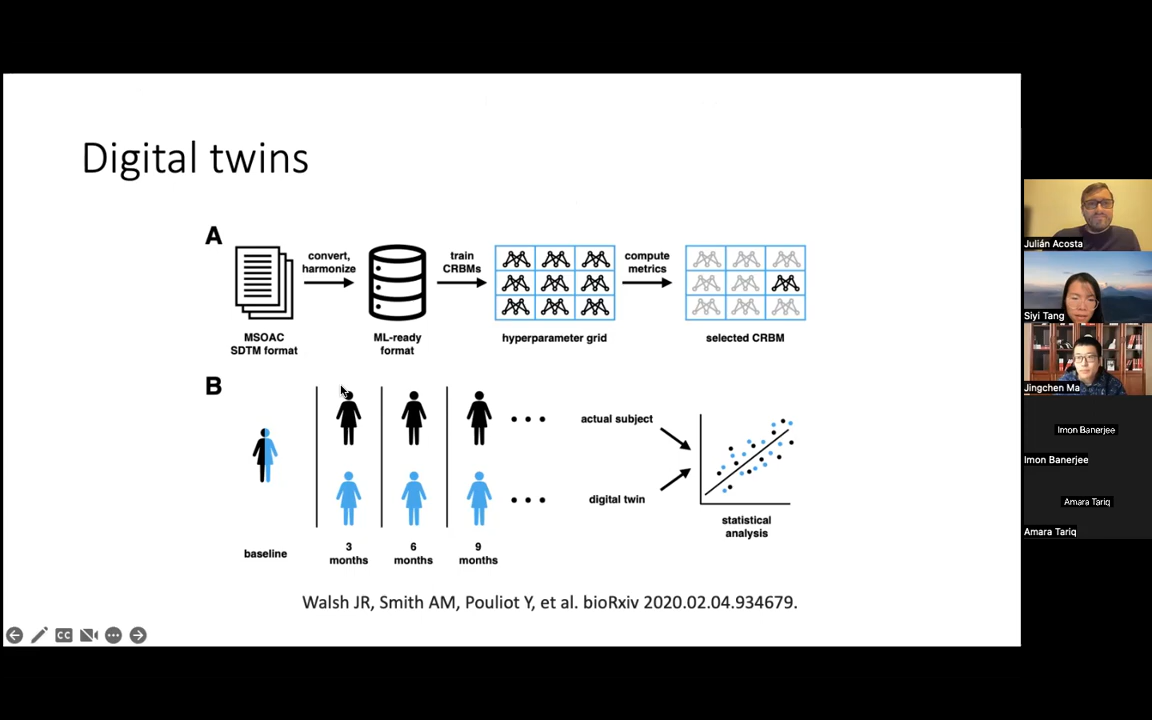 Digital twins
A
convert,
harmonize
train
CRBMs
compute
metrics
MSOAC
SDTM format
ML-ready
format
hyperparameter grid
selected CRBM
B
actual subject
digital twin
statistical
analysis
baseline
3
months
6
months
9
months
Walsh JR, Smith AM, Pouliot Y, et al. bioRxiv 2020.02.04.934679.
CC
Julián Acosta
Siyi Tang
Jingchen Ma
Imon Banerjee
Imon Banerjee
Amara Tariq
Amara Tariq